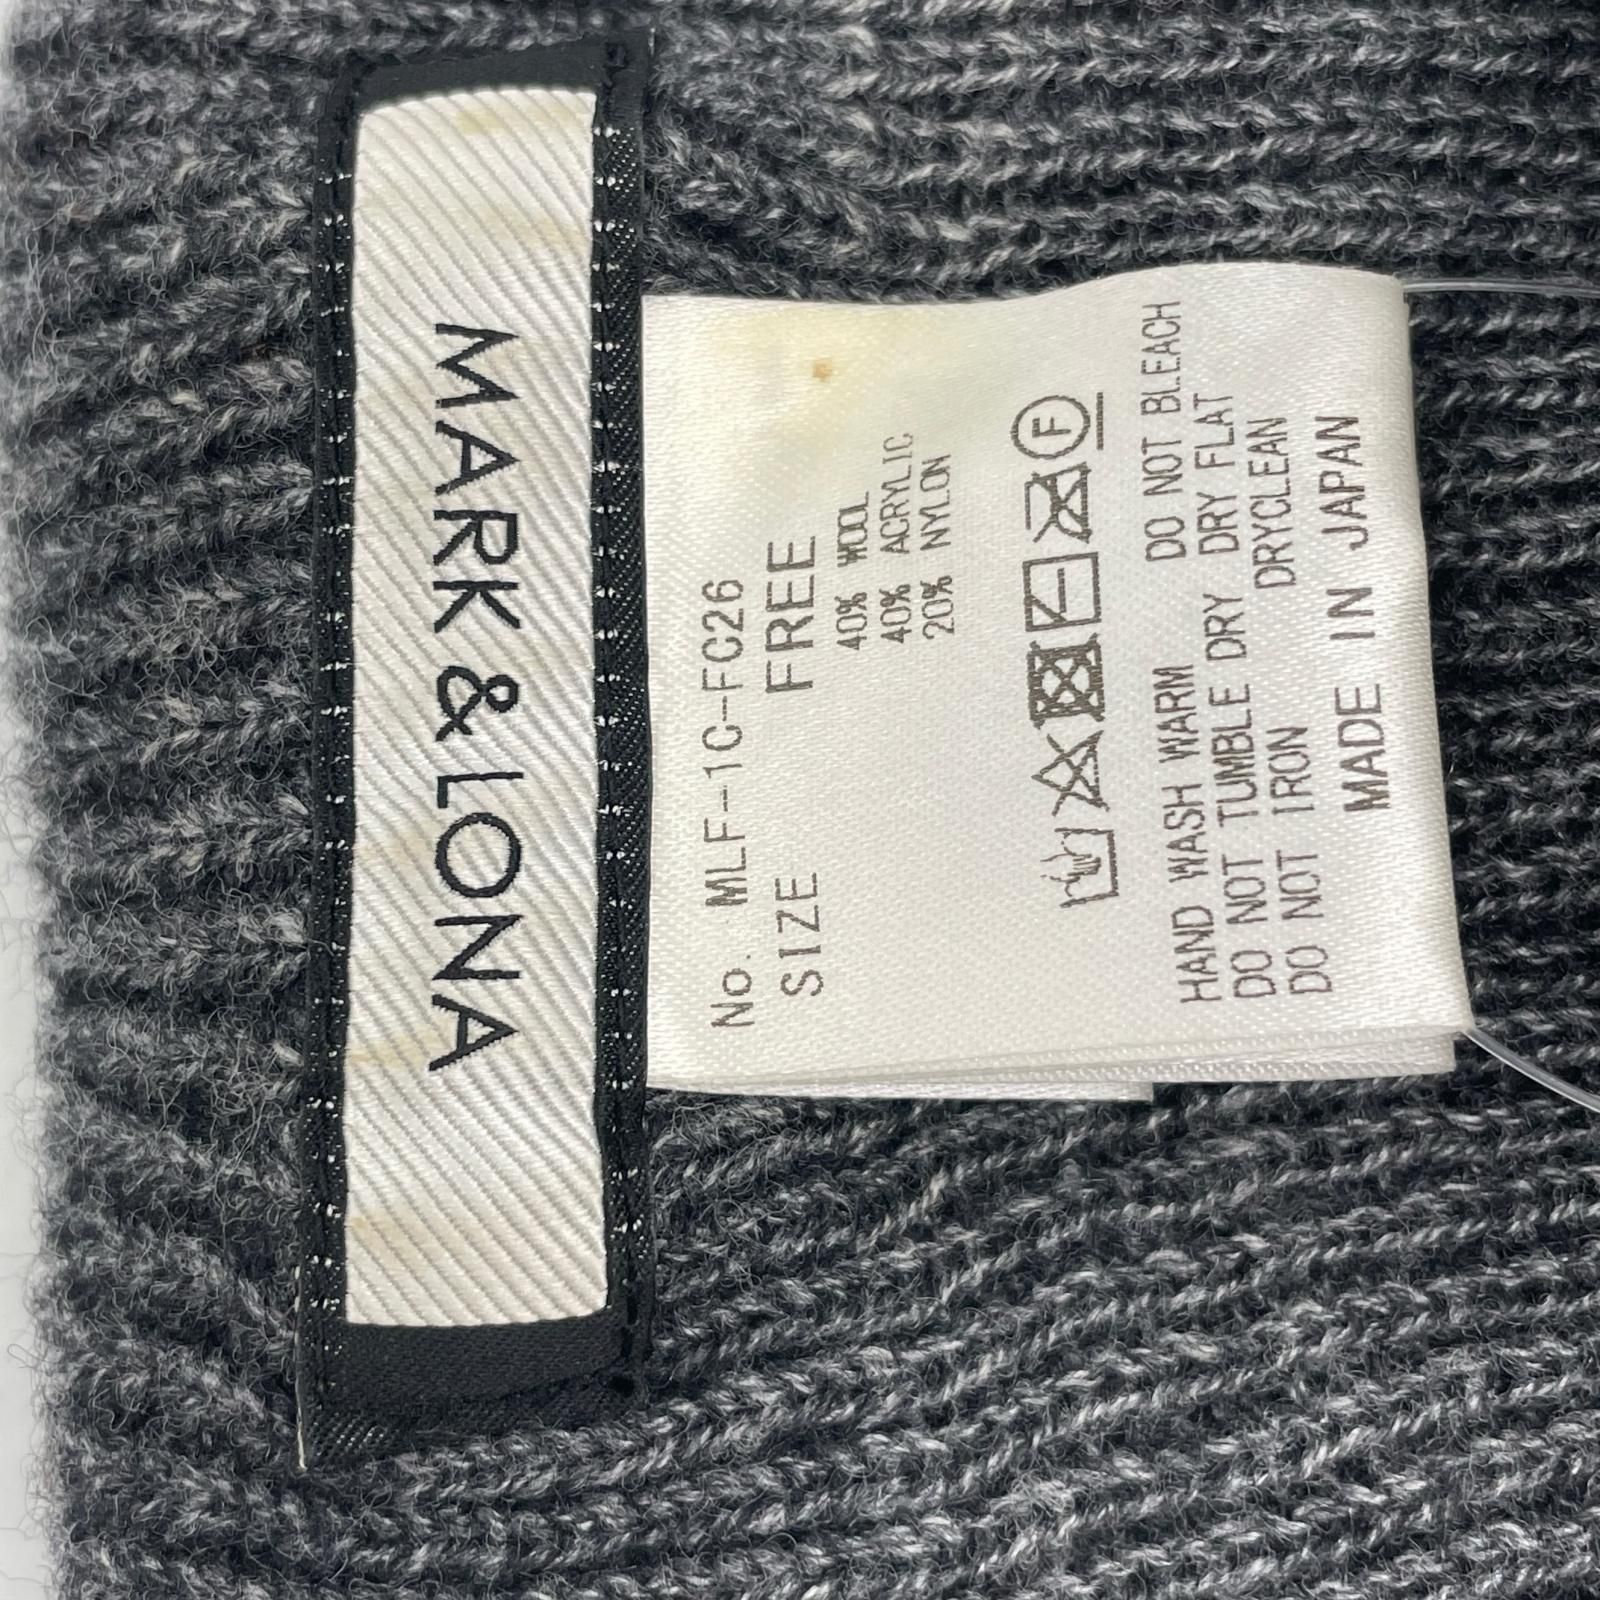 MARK & LONA
No. MLF-1C-FC26
SIZE FREE
40% WOOL
40% ACRYLIC
20% NYLON
F
HAND WASH WARM DO NOT BLEACH
DO NOT TUMBLE DRY DRY FLAT
DO NOT IRON DRYCLEAN
MADE IN JAPAN